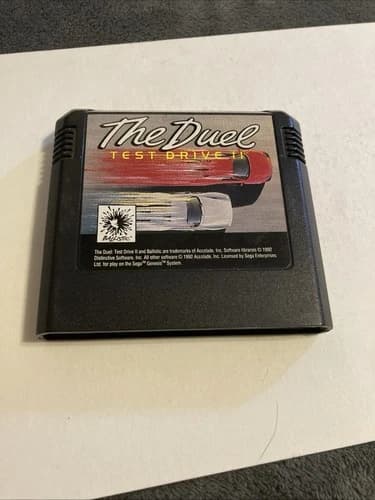 The Duel
TEST DRIVE II
BALLISTIC
The Duel: Test Drive II and Ballistic are trademarks of Accolade, Inc. Software libraries © 1992
Distinctive Software, Inc. All other software © 1992 Accolade, Inc. Licensed by Sega Enterprises
Ltd. for play on the Sega™ Genesis™ System.